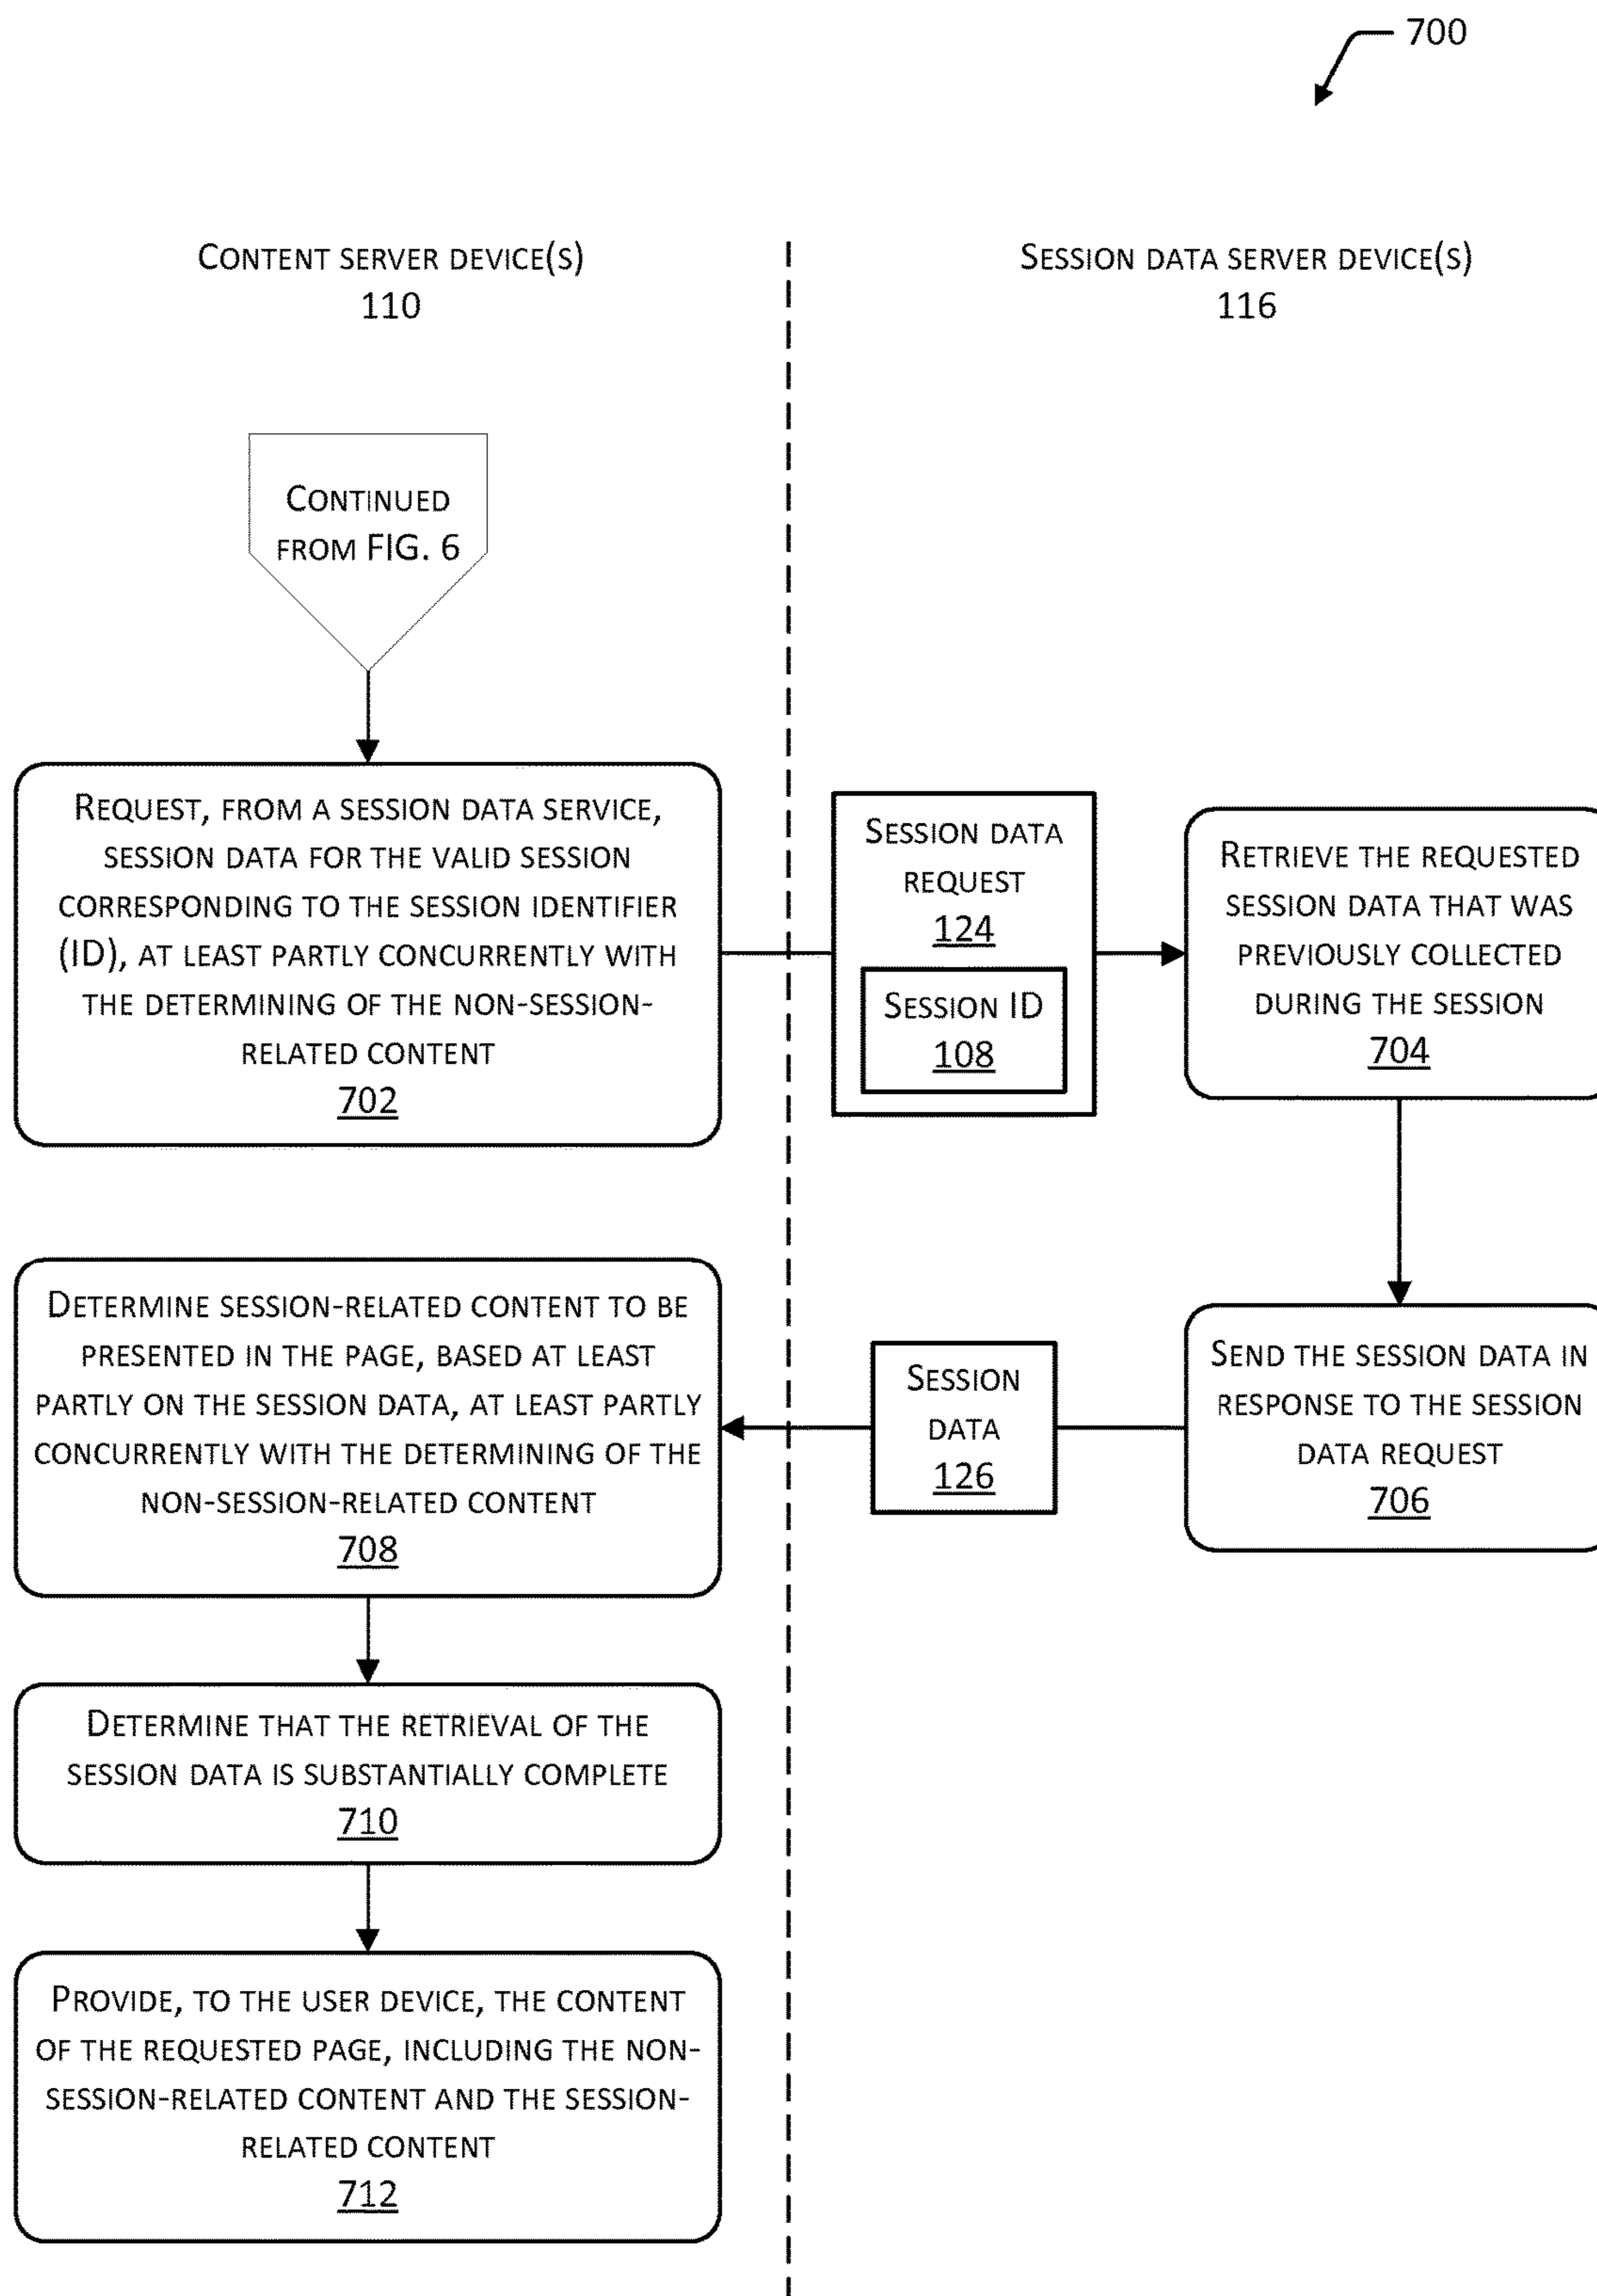 700
CONTENT SERVER DEVICE(S)
110
SESSION DATA SERVER DEVICE(S)
116
CONTINUED
FROM FIG. 6
REQUEST, FROM A SESSION DATA SERVICE,
SESSION DATA FOR THE VALID SESSION
CORRESPONDING TO THE SESSION IDENTIFIER
(ID), AT LEAST PARTLY CONCURRENTLY WITH
THE DETERMINING OF THE NON-SESSION-
RELATED CONTENT
702
SESSION DATA
REQUEST
124
SESSION ID
108
RETRIEVE THE REQUESTED
SESSION DATA THAT WAS
PREVIOUSLY COLLECTED
DURING THE SESSION
704
SEND THE SESSION DATA IN
RESPONSE TO THE SESSION
DATA REQUEST
706
SESSION
DATA
126
DETERMINE SESSION-RELATED CONTENT TO BE
PRESENTED IN THE PAGE, BASED AT LEAST
PARTLY ON THE SESSION DATA, AT LEAST PARTLY
CONCURRENTLY WITH THE DETERMINING OF THE
NON-SESSION-RELATED CONTENT
708
DETERMINE THAT THE RETRIEVAL OF THE
SESSION DATA IS SUBSTANTIALLY COMPLETE
710
PROVIDE, TO THE USER DEVICE, THE CONTENT
OF THE REQUESTED PAGE, INCLUDING THE NON-
SESSION-RELATED CONTENT AND THE SESSION-
RELATED CONTENT
712